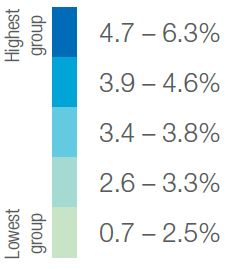 Highest
group
4.7 – 6.3%
3.9 – 4.6%
3.4 – 3.8%
2.6 – 3.3%
0.7 – 2.5%
Lowest
group